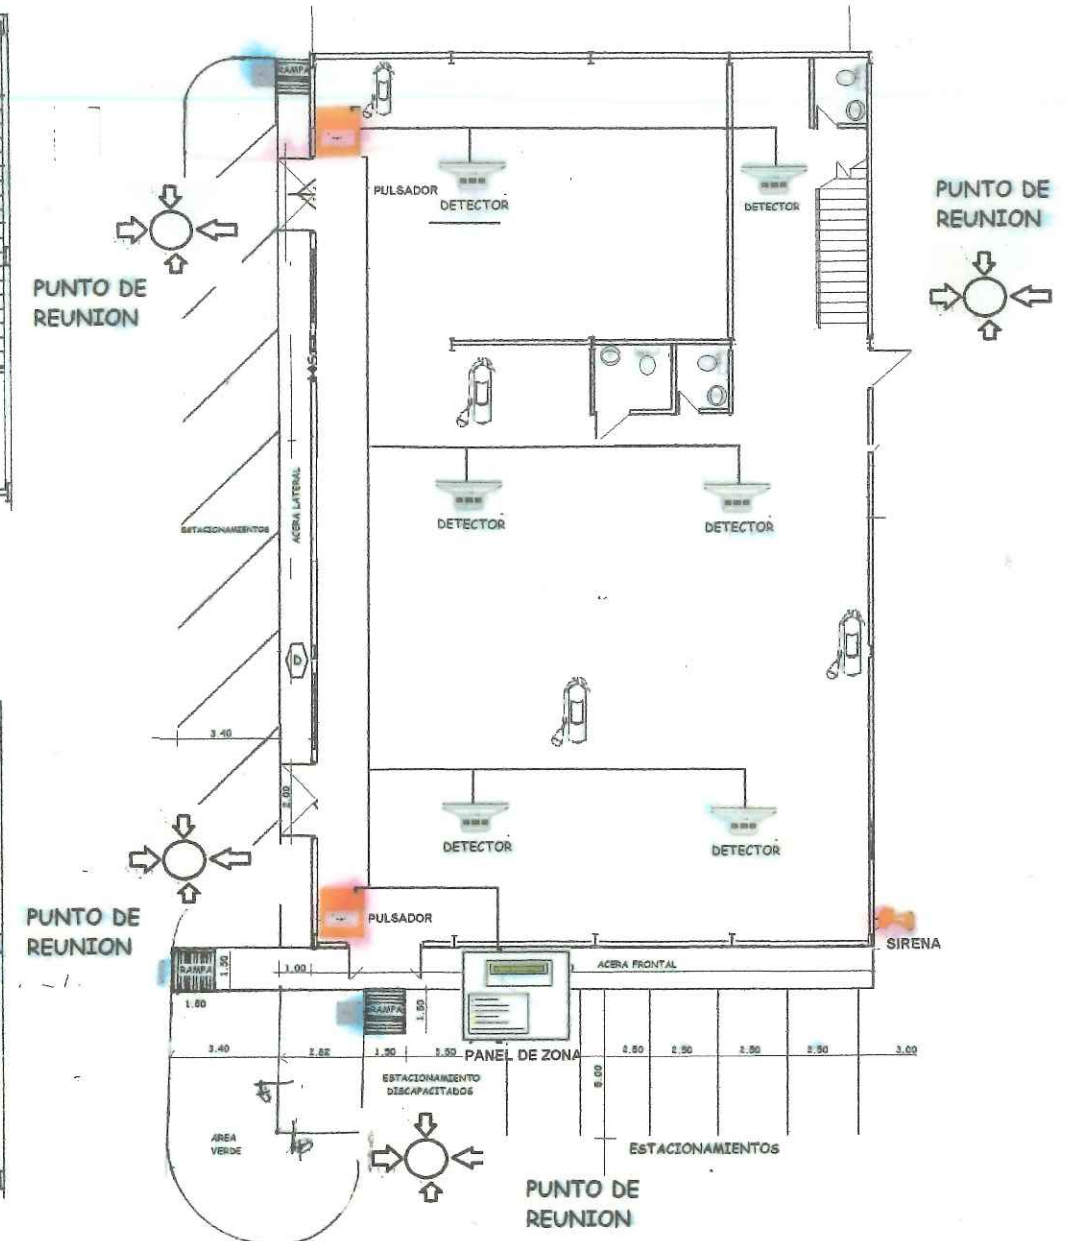 RAMPA
PULSADOR
DETECTOR
DETECTOR
PUNTO DE
REUNION
PUNTO DE
REUNION
ACERA LATERAL
ESTACIONAMIENTOS
DETECTOR
DETECTOR
D
3.40
2.00
DETECTOR
DETECTOR
PUNTO DE
REUNION
PULSADOR
SIRENA
RAMPA
1.50
1.00
ACERA FRONTAL
1.50
RAMPA
1.50
PANEL DE ZONA
3.40
2.82
1.50
3.50
2.50
2.50
2.50
2.50
3.00
5.00
ESTACIONAMIENTO
DISCAPACITADOS
AREA
VERDE
ESTACIONAMIENTOS
PUNTO DE
REUNION